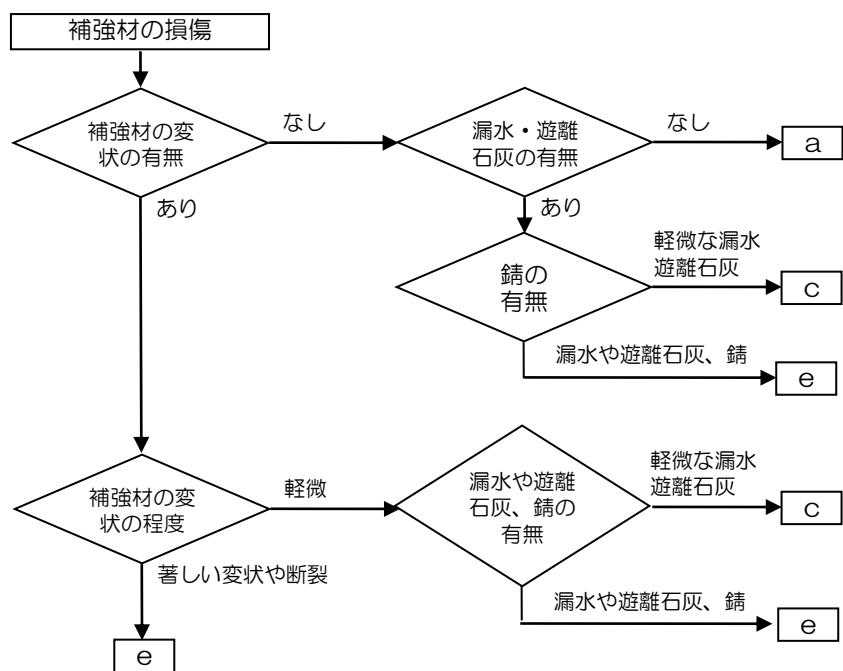 補強材の損傷
補強材の変
状の有無
なし
漏水・遊離
石灰の有無
なし
a
あり
あり
錆の
有無
軽微な漏水
遊離石灰
c
漏水や遊離石灰、錆
e
補強材の変
状の程度
軽微
漏水や遊離
石灰、錆の
有無
軽微な漏水
遊離石灰
c
著しい変状や断裂
漏水や遊離石灰、錆
e
e